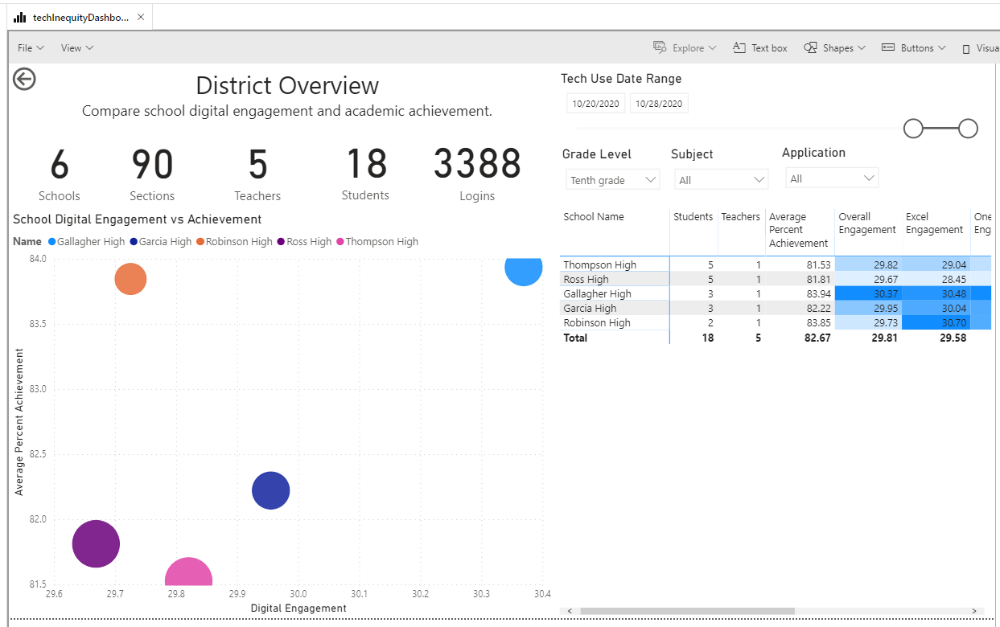 techInequityDashbo...
File View Explore Text box Shapes Buttons Visua
District Overview
Compare school digital engagement and academic achievement.
6 90 5 18 3388
Schools Sections Teachers Students Logins
School Digital Engagement vs Achievement
Name Gallagher High Garcia High Robinson High Ross High Thompson High
84.0
83.5
83.0
82.5
82.0
81.5
Average Percent Achievement
29.6 29.7 29.8 29.9 30.0 30.1 30.2 30.3 30.4
Digital Engagement
Tech Use Date Range
10/20/2020 10/28/2020
Grade Level Subject Application
Tenth grade All All
School Name Students Teachers Average Overall Excel One
Percent Engagement Engagement Eng
Achievement
Thompson High 5 1 81.53 29.82 29.04
Ross High 5 1 81.81 29.67 28.45
Gallagher High 3 1 83.94 30.37 30.48
Garcia High 3 1 82.22 29.95 30.04
Robinson High 2 1 83.85 29.73 30.70
Total 18 5 82.67 29.81 29.58